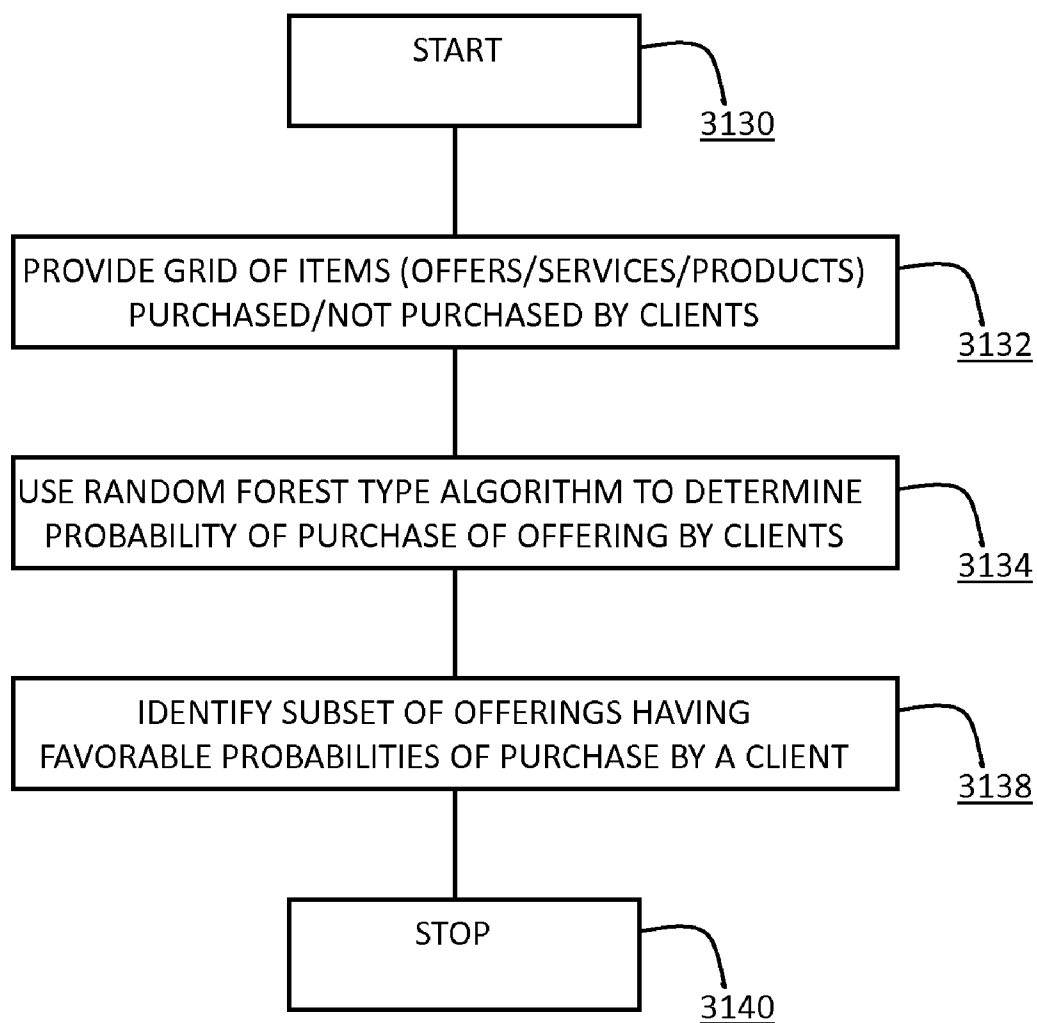 START
3130
PROVIDE GRID OF ITEMS (OFFERS/SERVICES/PRODUCTS)
PURCHASED/NOT PURCHASED BY CLIENTS
3132
USE RANDOM FOREST TYPE ALGORITHM TO DETERMINE
PROBABILITY OF PURCHASE OF OFFERING BY CLIENTS
3134
IDENTIFY SUBSET OF OFFERINGS HAVING
FAVORABLE PROBABILITIES OF PURCHASE BY A CLIENT
3138
STOP
3140